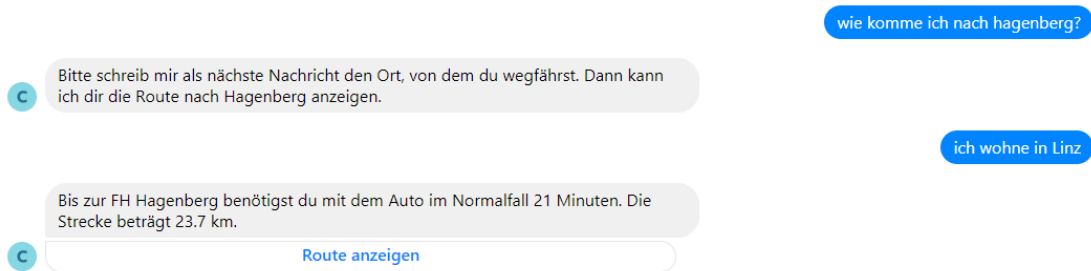 wie komme ich nach hagenberg?
Bitte schreib mir als nächste Nachricht den Ort, von dem du wegfährst. Dann kann
ich dir die Route nach Hagenberg anzeigen.
C
ich wohne in Linz
Bis zur FH Hagenberg benötigst du mit dem Auto im Normalfall 21 Minuten. Die
Strecke beträgt 23.7 km.
C
Route anzeigen